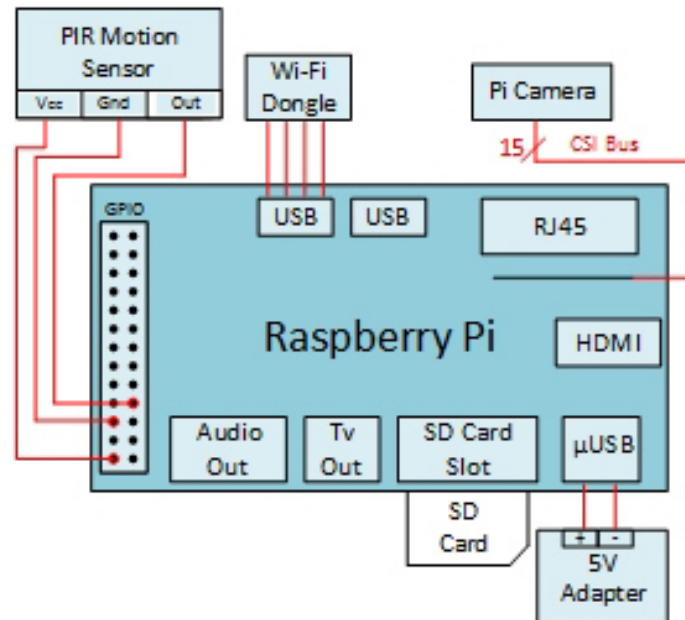 PIR Motion
Sensor
Vcc Gnd Out
Wi-Fi
Dongle
Pi Camera
15 CSI Bus
GPIO
USB
USB
RJ45
Raspberry Pi
HDMI
Audio
Out
Tv
Out
SD Card
Slot
µUSB
SD
Card
+ -
5V
Adapter